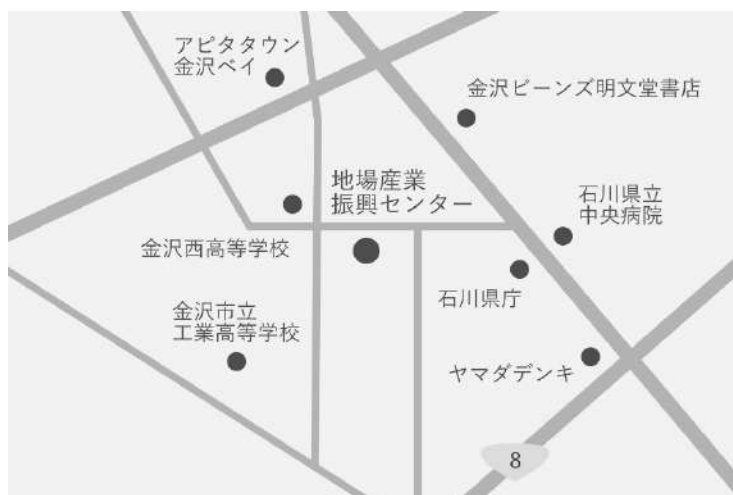 アピタタウン
金沢ベイ
金沢ビーンズ明文堂書店
地場産業
振興センター
石川県立
中央病院
金沢西高等学校
石川県庁
金沢市立
工業高等学校
ヤマダデンキ
8